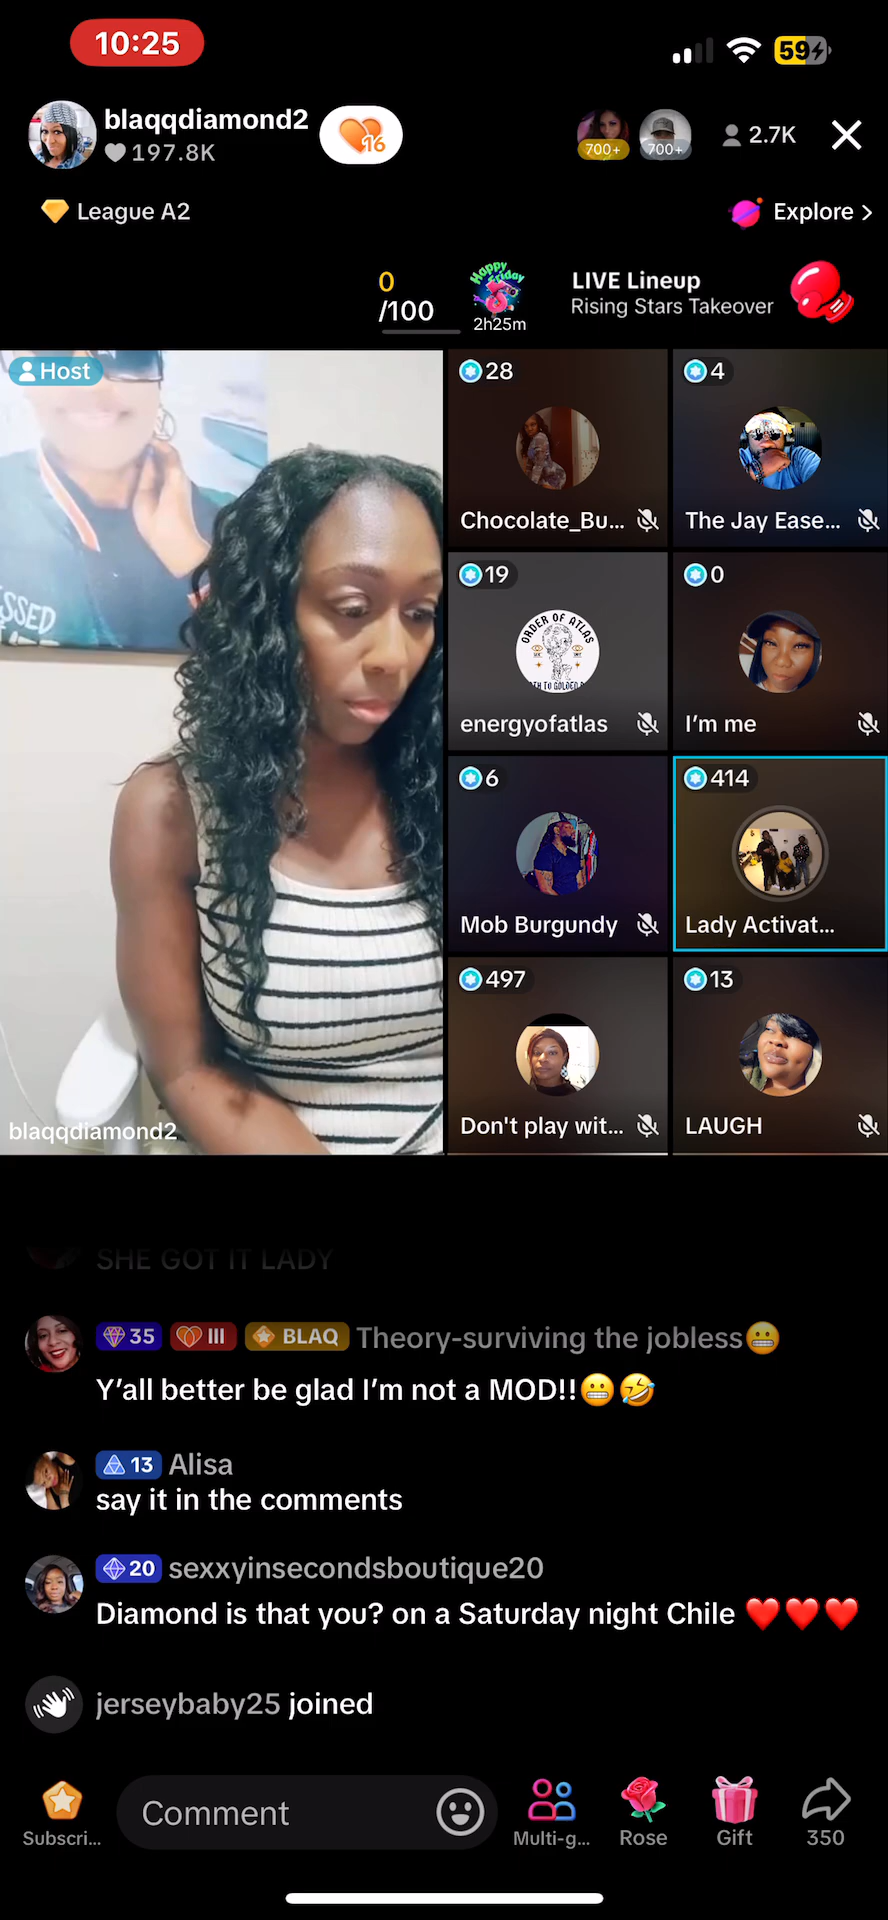 10:25
59
blaqqdiamond2
16
197.8K
700+
700+
2.7K
League A2
Explore >
0
/100
Happy Friday
2h25m
LIVE Lineup
Rising Stars Takeover
Host
28
4
SSED
Chocolate_Bu...
The Jay Ease...
19
0
ORDER OF ATLAS
energyofatlas
I'm me
6
414
Mob Burgundy
Lady Activat...
497
13
Don't play wit...
LAUGH
blaqqdiamond2
SHE GOT IT LADY
35 III BLAQ Theory-surviving the jobless😬
Y'all better be glad I'm not a MOD!!😬🤣
13 Alisa
say it in the comments
20 sexxyinsecondsboutique20
Diamond is that you? on a Saturday night Chile ❤️❤️❤️
jerseybaby25 joined
Comment
Subscri...
Multi-g...
Rose
Gift
350